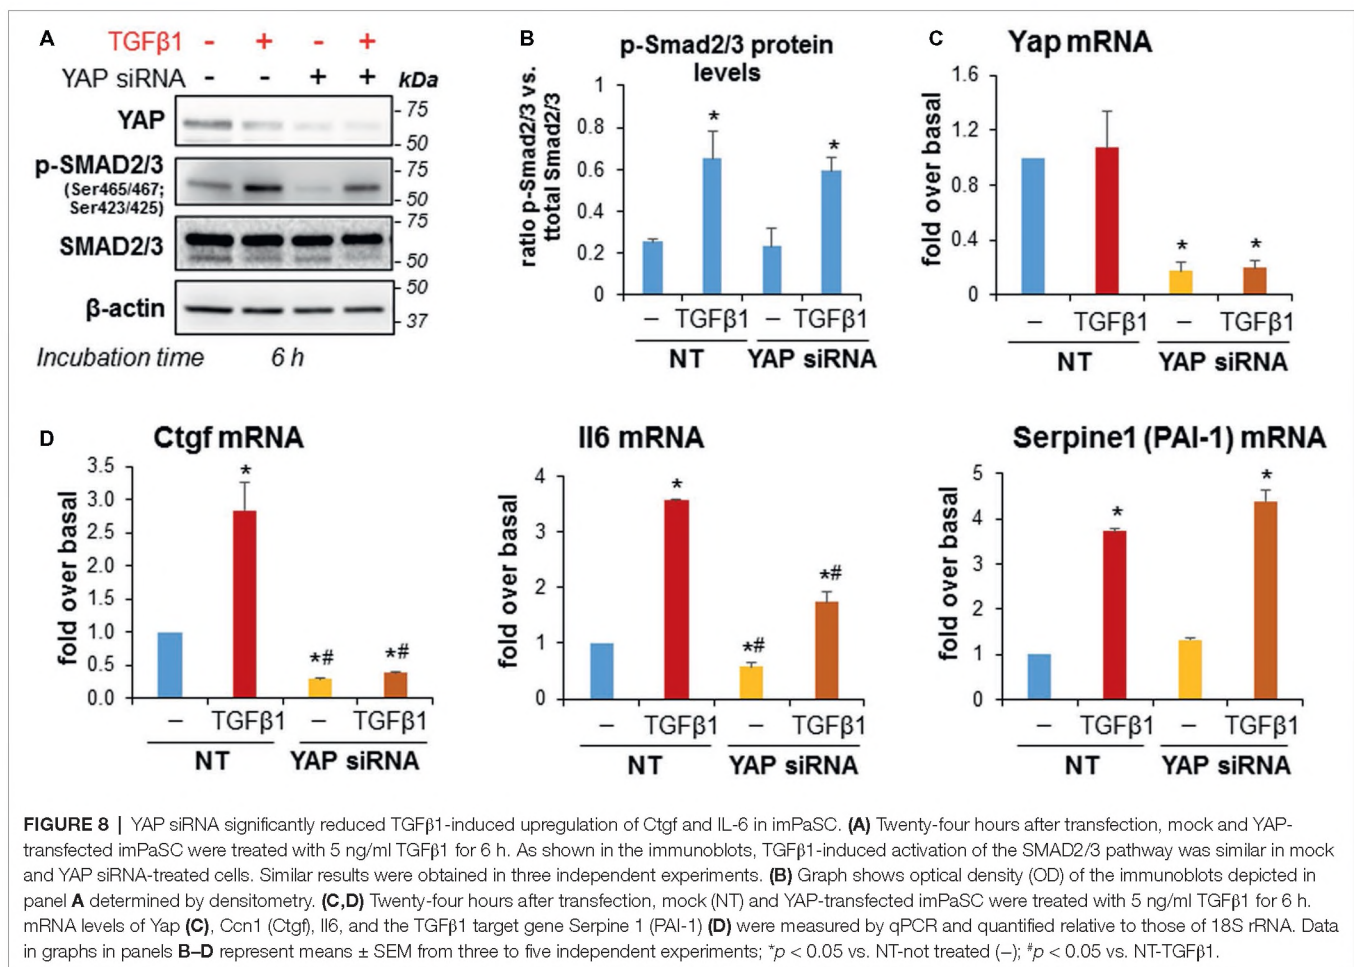 A
TGFβ1 - + - +
YAP siRNA - - + + kDa
YAP
75
50
p-SMAD2/3
(Ser465/467;
Ser423/425)
75
50
SMAD2/3
75
50
β-actin
50
37
Incubation time 6 h
B
p-Smad2/3 protein
levels
ratio p-Smad2/3 vs.
ttotal Smad2/3
1
0.8
0.6
0.4
0.2
0
* *
– TGFβ1 – TGFβ1
NT YAP siRNA
C
Yap mRNA
fold over basal
1.6
1.2
0.8
0.4
0
* *
– TGFβ1 – TGFβ1
NT YAP siRNA
D
Ctgf mRNA
fold over basal
3.5
3.0
2.5
2.0
1.5
1.0
0.5
0.0
* *# *#
– TGFβ1 – TGFβ1
NT YAP siRNA
Il6 mRNA
fold over basal
4
3
2
1
0
* *# *#
– TGFβ1 – TGFβ1
NT YAP siRNA
Serpine1 (PAI-1) mRNA
fold over basal
5
4
3
2
1
0
* *
– TGFβ1 – TGFβ1
NT YAP siRNA
FIGURE 8 | YAP siRNA significantly reduced TGFβ1-induced upregulation of Ctgf and IL-6 in imPaSC. (A) Twenty-four hours after transfection, mock and YAP-
transfected imPaSC were treated with 5 ng/ml TGFβ1 for 6 h. As shown in the immunoblots, TGFβ1-induced activation of the SMAD2/3 pathway was similar in mock
and YAP siRNA-treated cells. Similar results were obtained in three independent experiments. (B) Graph shows optical density (OD) of the immunoblots depicted in
panel A determined by densitometry. (C,D) Twenty-four hours after transfection, mock (NT) and YAP-transfected imPaSC were treated with 5 ng/ml TGFβ1 for 6 h.
mRNA levels of Yap (C), Ccn1 (Ctgf), Il6, and the TGFβ1 target gene Serpine 1 (PAI-1) (D) were measured by qPCR and quantified relative to those of 18S rRNA. Data
in graphs in panels B–D represent means ± SEM from three to five independent experiments; *p < 0.05 vs. NT-not treated (–); #p < 0.05 vs. NT-TGFβ1.